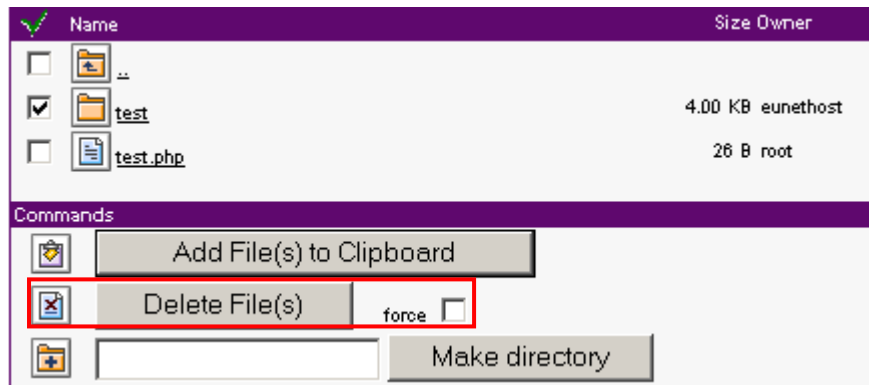 Name Size Owner
..
test 4.00 KB eunethost
test.php 26 B root
Commands
Add File(s) to Clipboard
Delete File(s) force
Make directory